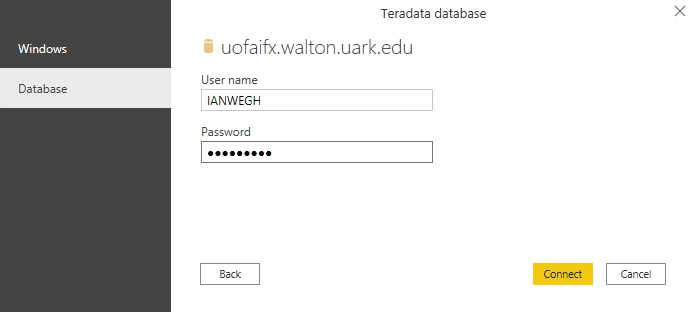 Teradata database
Windows
Database
uofaifx.walton.uark.edu
User name
IANWEGH
Password
●●●●●●●●●
Back
Connect
Cancel